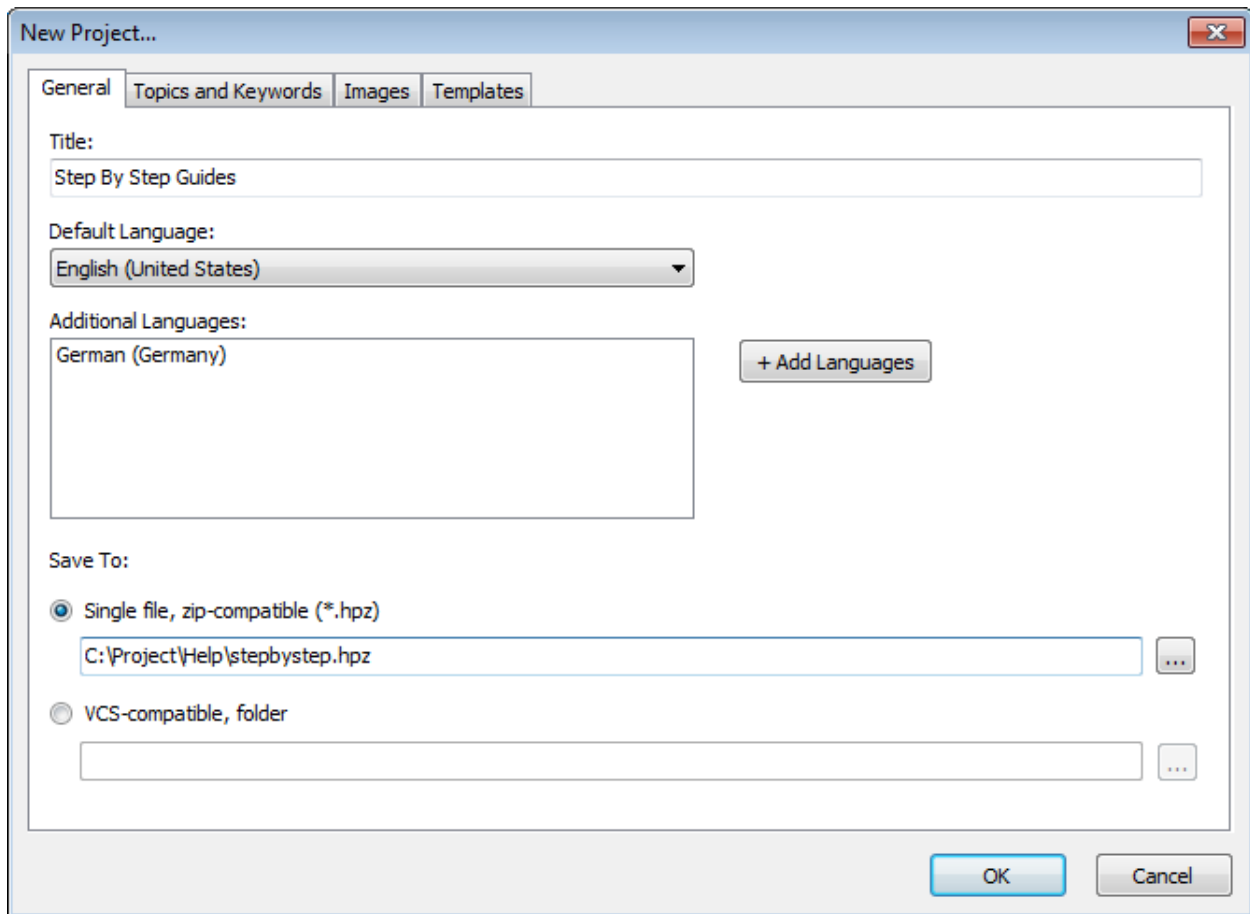 New Project...
General Topics and Keywords Images Templates
Title:
Step By Step Guides
Default Language:
English (United States)
Additional Languages:
German (Germany)
+ Add Languages
Save To:
Single file, zip-compatible (*.hpz)
C:\Project\Help\stepbystep.hpz
...
VCS-compatible, folder
...
OK Cancel